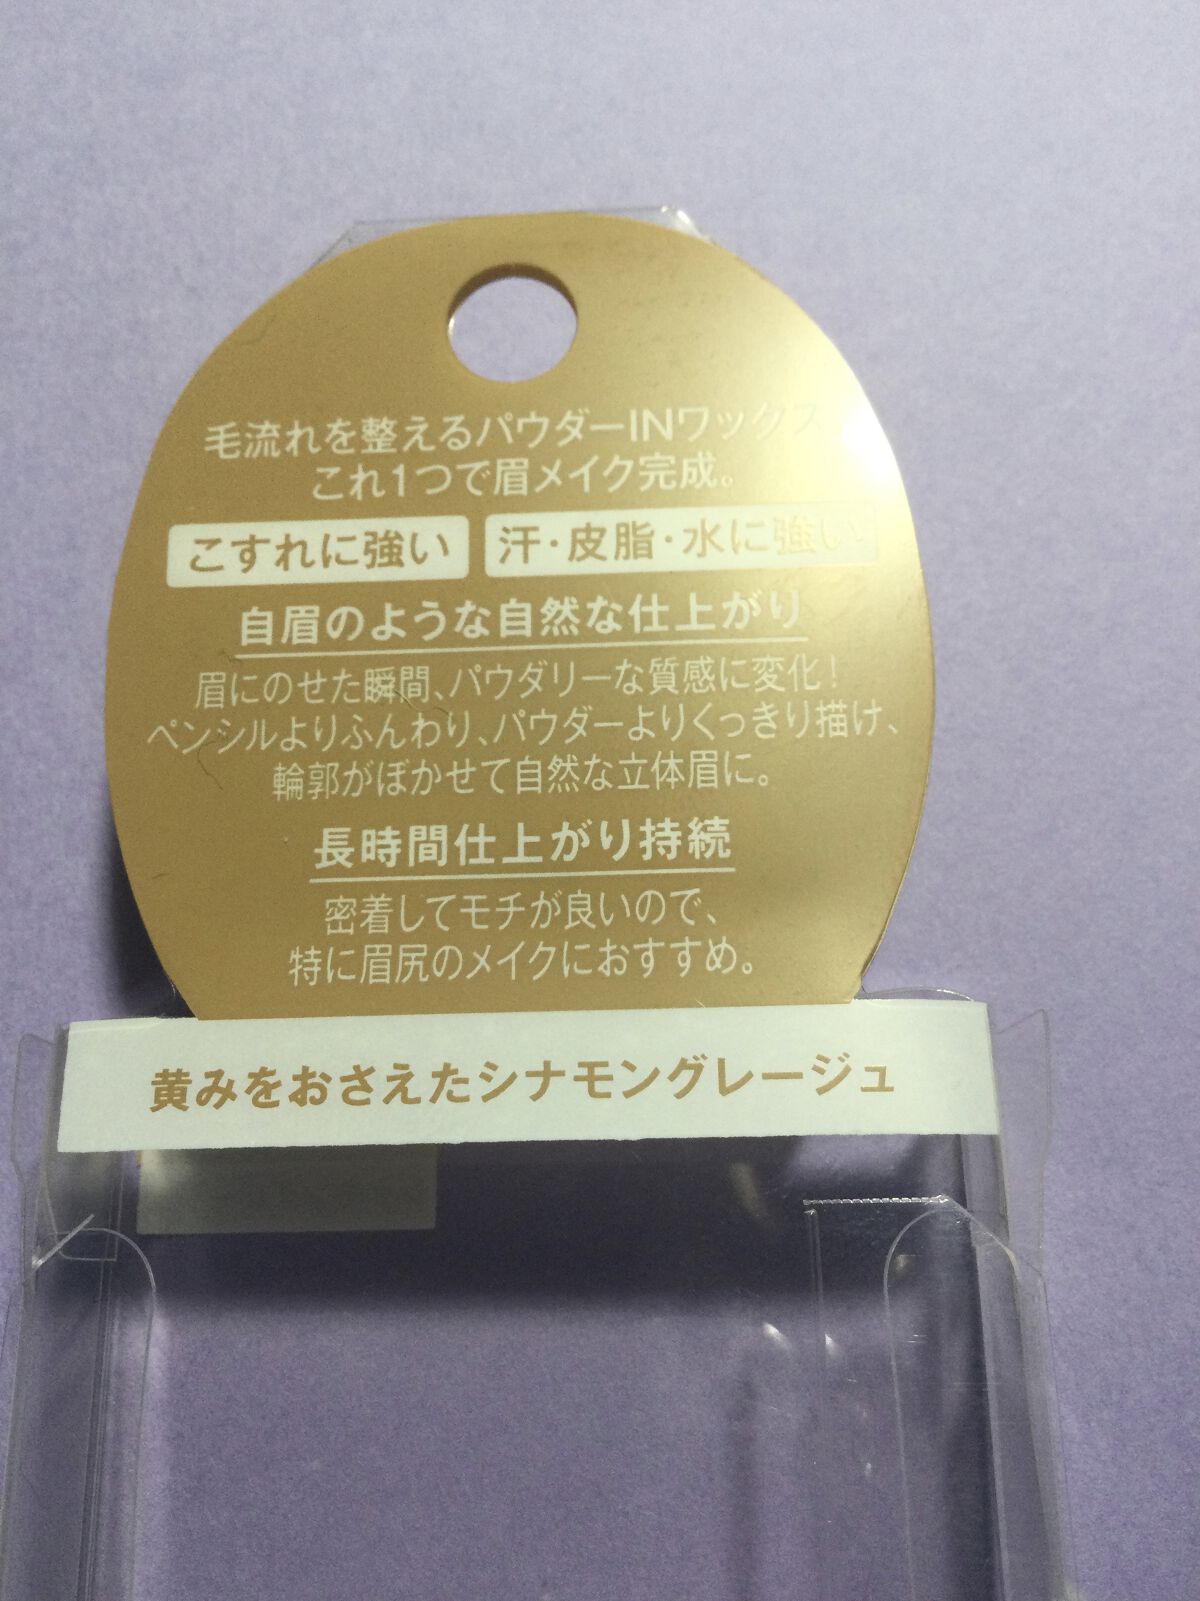 毛流れを整えるパウダーINワックス
これ1つで眉メイク完成。
こすれに強い
汗・皮脂・水に強い
自眉のような自然な仕上がり
眉にのせた瞬間、パウダリーな質感に変化!
ペンシルよりふんわり、パウダーよりくっきり描け、
輪郭がぼかせて自然な立体眉に。
長時間仕上がり持続
密着してモチが良いので、
特に眉尻のメイクにおすすめ。
黄みをおさえたシナモングレージュ